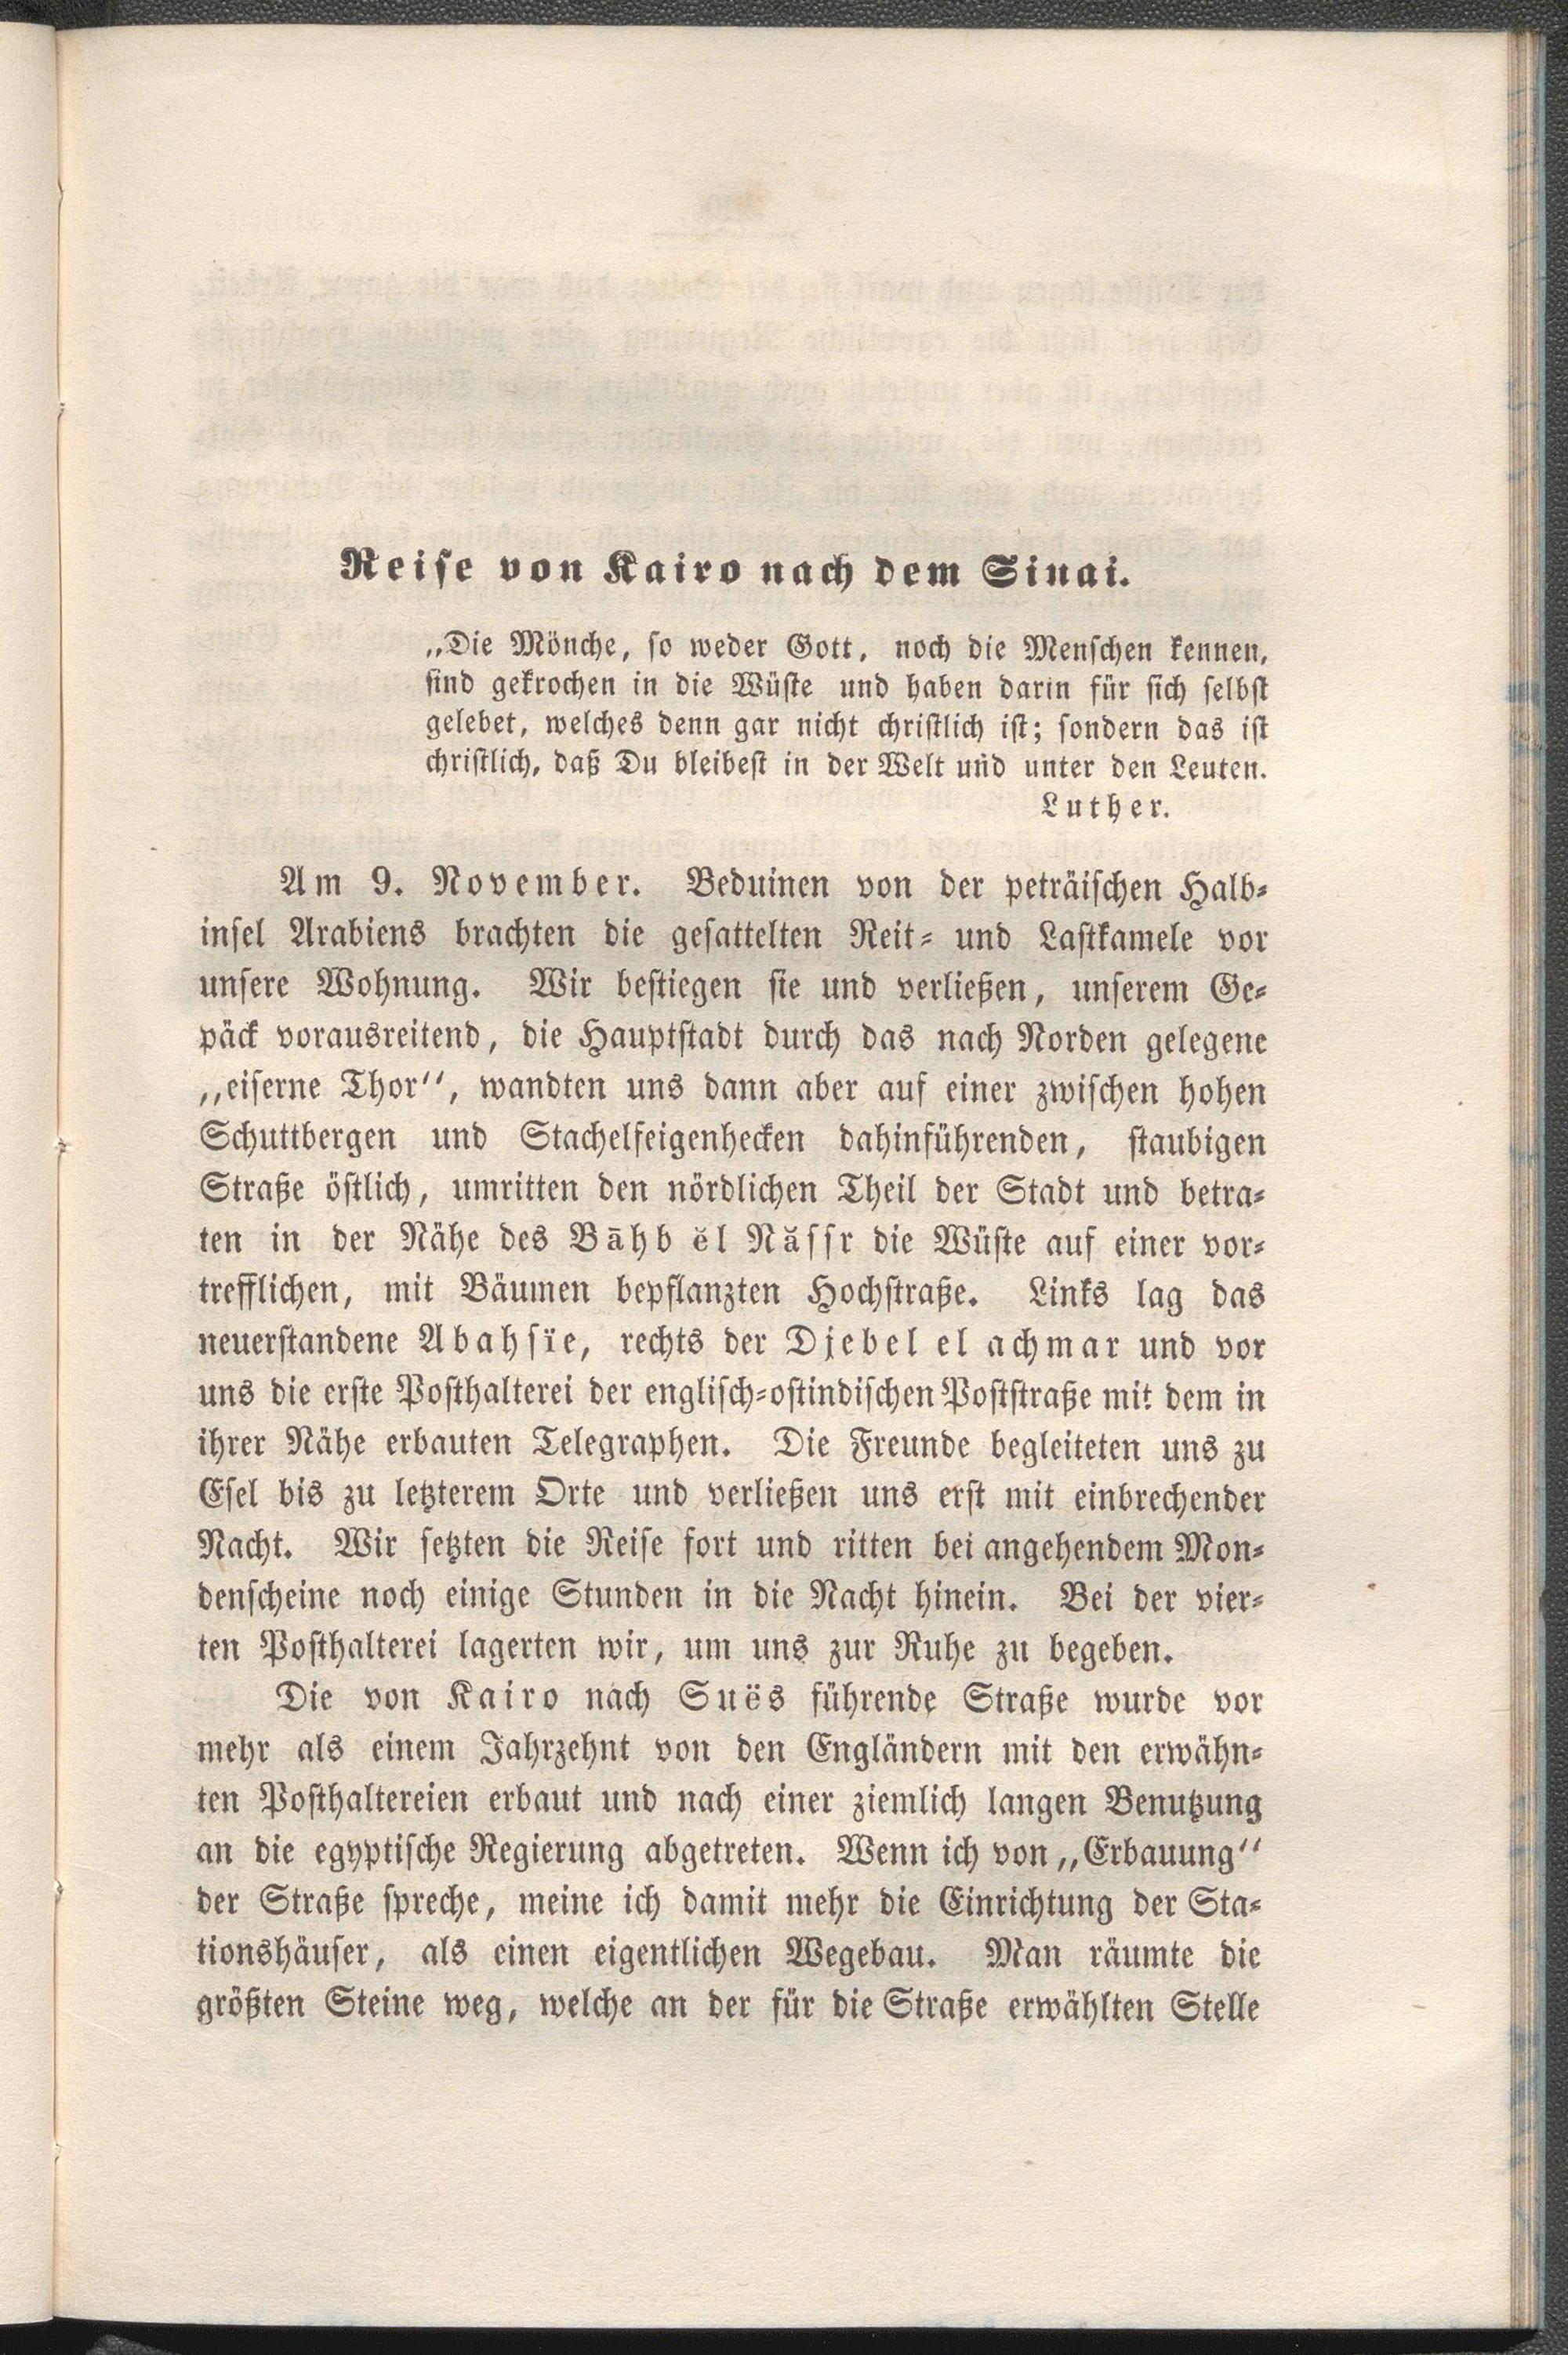 Reise von Kairo nach dem Sinai.
„Die Mönche, so weder Gott, noch die Menschen kennen,
sind gekrochen in die Wüste und haben darin für sich selbst
gelebet, welches denn gar nicht christlich ist; sondern das ist
christlich, daß Du bleibest in der Welt und unter den Leuten.
Luther.
Am 9. November. Beduinen von der peträischen Halb-
insel Arabiens brachten die gesattelten Reit- und Lastkamele vor
unsere Wohnung. Wir bestiegen sie und verließen, unserem Ge-
päck vorausreitend, die Hauptstadt durch das nach Norden gelegene
„eiserne Thor“, wandten uns dann aber auf einer zwischen hohen
Schuttbergen und Stachelfeigenhecken dahinführenden, staubigen
Straße östlich, umritten den nördlichen Theil der Stadt und betra-
ten in der Nähe des Bāhb ĕl Năssr die Wüste auf einer vor-
trefflichen, mit Bäumen bepflanzten Hochstraße. Links lag das
neuerstandene Abahsïe, rechts der Djebel el achmar und vor
uns die erste Posthalterei der englisch-ostindischen Poststraße mit dem in
ihrer Nähe erbauten Telegraphen. Die Freunde begleiteten uns zu
Esel bis zu letzterem Orte und verließen uns erst mit einbrechender
Nacht. Wir setzten die Reise fort und ritten bei angehendem Mon-
denscheine noch einige Stunden in die Nacht hinein. Bei der vier-
ten Posthalterei lagerten wir, um uns zur Ruhe zu begeben.
Die von Kairo nach Suës führende Straße wurde vor
mehr als einem Jahrzehnt von den Engländern mit den erwähn-
ten Posthaltereien erbaut und nach einer ziemlich langen Benutzung
an die egyptische Regierung abgetreten. Wenn ich von „Erbauung“
der Straße spreche, meine ich damit mehr die Einrichtung der Sta-
tionshäuser, als einen eigentlichen Wegebau. Man räumte die
größten Steine weg, welche an der für die Straße erwählten Stelle